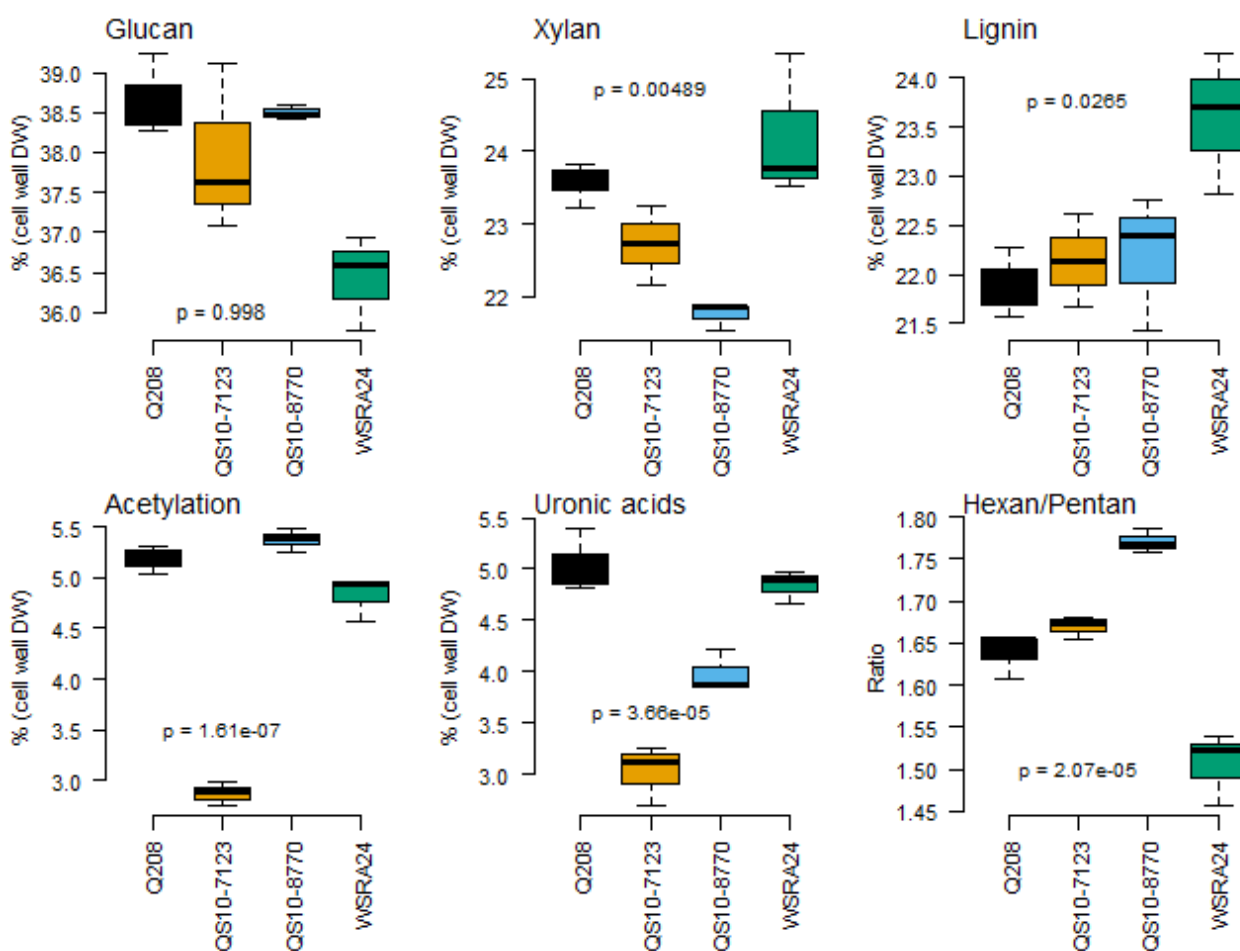 Glucan
% (cell wall DW)
39.0
38.5
38.0
37.5
37.0
36.5
36.0
p = 0.998
Q208
QS10-7123
QS10-8770
WSRA24
Xylan
% (cell wall DW)
25
24
23
22
p = 0.00489
Q208
QS10-7123
QS10-8770
WSRA24
Lignin
% (cell wall DW)
24.0
23.5
23.0
22.5
22.0
21.5
p = 0.0265
Q208
QS10-7123
QS10-8770
WSRA24
Acetylation
% (cell wall DW)
5.5
5.0
4.5
4.0
3.5
3.0
p = 1.61e-07
Q208
QS10-7123
QS10-8770
WSRA24
Uronic acids
% (cell wall DW)
5.5
5.0
4.5
4.0
3.5
3.0
p = 3.66e-05
Q208
QS10-7123
QS10-8770
WSRA24
Hexan/Pentan
Ratio
1.80
1.75
1.70
1.65
1.60
1.55
1.50
1.45
p = 2.07e-05
Q208
QS10-7123
QS10-8770
WSRA24